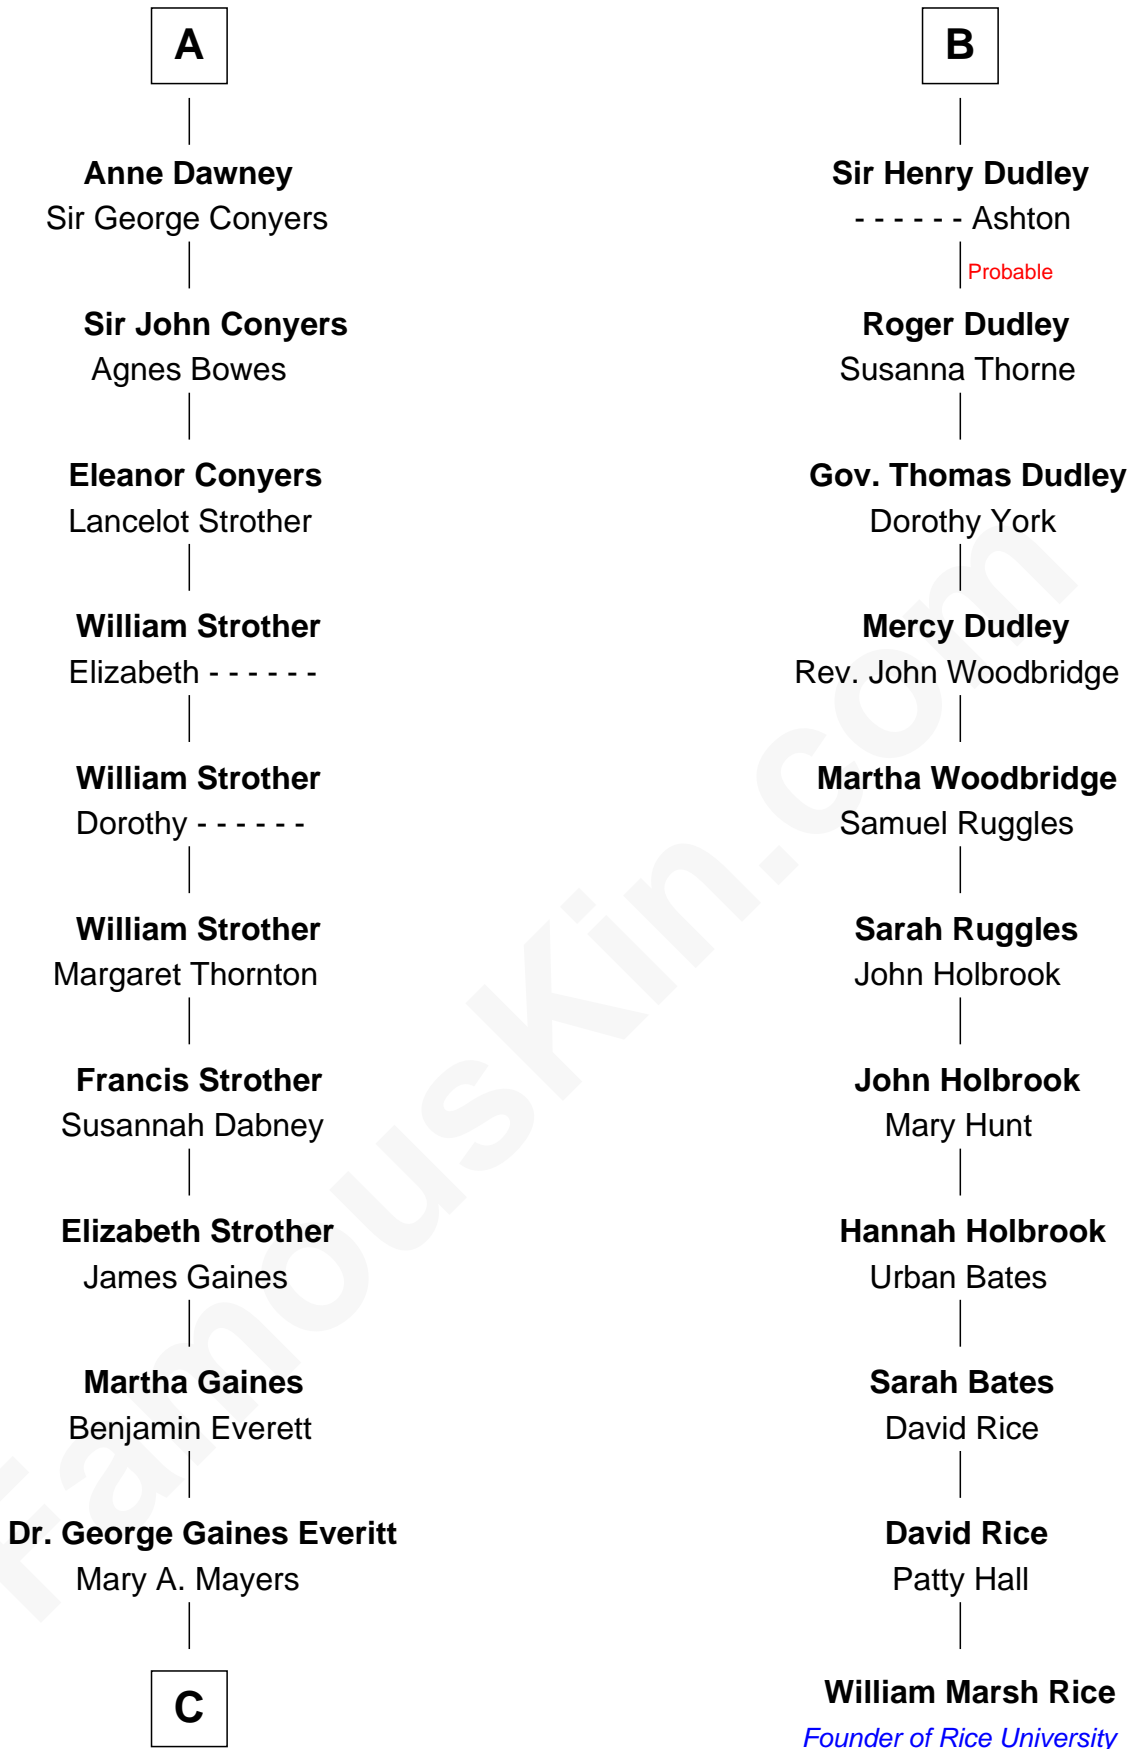 A
Anne Dawney
Sir George Conyers
Sir John Conyers
Agnes Bowes
Eleanor Conyers
Lancelot Strother
William Strother
Elizabeth - - - - - -
William Strother
Dorothy - - - - - -
William Strother
Margaret Thornton
Francis Strother
Susannah Dabney
Elizabeth Strother
James Gaines
Martha Gaines
Benjamin Everett
Dr. George Gaines Everitt
Mary A. Mayers
C
B
Sir Henry Dudley
- - - - - - Ashton
Probable
Roger Dudley
Susanna Thorne
Gov. Thomas Dudley
Dorothy York
Mercy Dudley
Rev. John Woodbridge
Martha Woodbridge
Samuel Ruggles
Sarah Ruggles
John Holbrook
John Holbrook
Mary Hunt
Hannah Holbrook
Urban Bates
Sarah Bates
David Rice
David Rice
Patty Hall
William Marsh Rice
Founder of Rice University
FamousKin.com